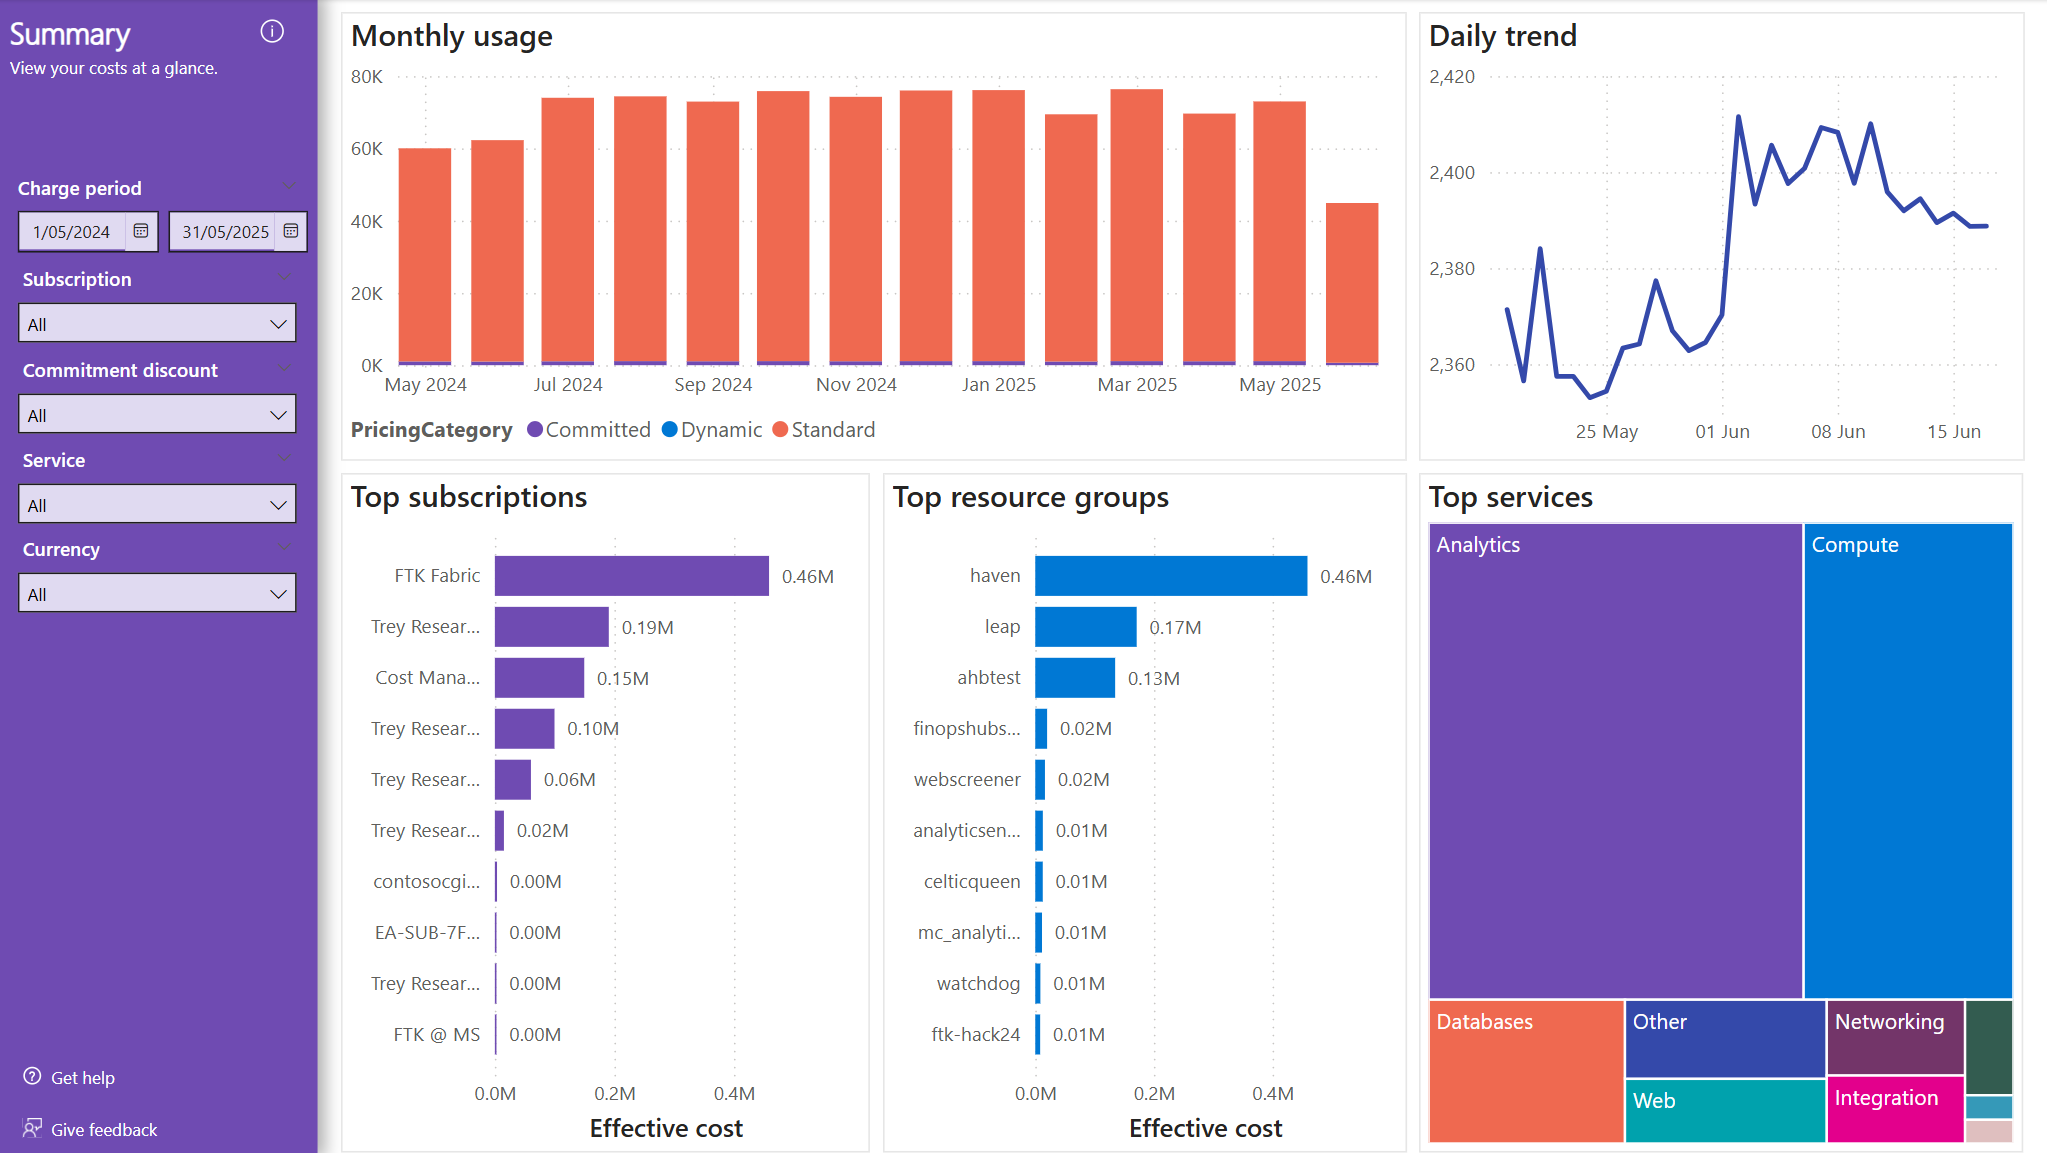 Summary
View your costs at a glance.
Charge period
1/05/2024
31/05/2025
Subscription
All
Commitment discount
All
Service
All
Currency
All
Get help
Give feedback
Monthly usage
80K
60K
40K
20K
0K
May 2024 Jul 2024 Sep 2024 Nov 2024 Jan 2025 Mar 2025 May 2025
PricingCategory Committed Dynamic Standard
Daily trend
2,420
2,400
2,380
2,360
25 May 01 Jun 08 Jun 15 Jun
Top subscriptions
FTK Fabric 0.46M
Trey Resear... 0.19M
Cost Mana... 0.15M
Trey Resear... 0.10M
Trey Resear... 0.06M
Trey Resear... 0.02M
contosocgi... 0.00M
EA-SUB-7F... 0.00M
Trey Resear... 0.00M
FTK @ MS 0.00M
0.0M 0.2M 0.4M
Effective cost
Top resource groups
haven 0.46M
leap 0.17M
ahbtest 0.13M
finopshubs... 0.02M
webscreener 0.02M
analyticsen... 0.01M
celticqueen 0.01M
mc_analyti... 0.01M
watchdog 0.01M
ftk-hack24 0.01M
0.0M 0.2M 0.4M
Effective cost
Top services
Analytics
Compute
Databases
Other
Networking
Web
Integration